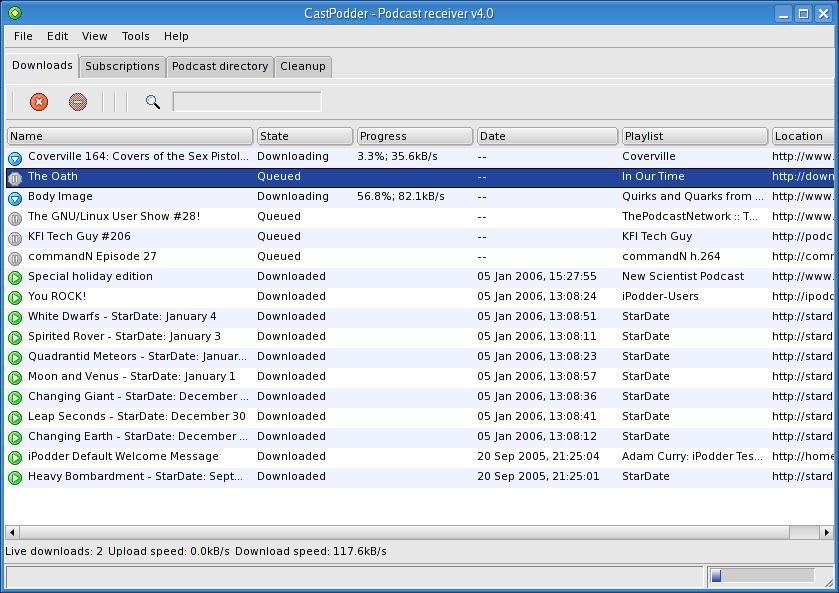 CastPodder - Podcast receiver v4.0
File Edit View Tools Help
Downloads Subscriptions Podcast directory Cleanup
Name State Progress Date Playlist Location
Coverville 164: Covers of the Sex Pistol... Downloading 3.3%; 35.6kB/s -- Coverville http://www.
The Oath Queued -- In Our Time http://down
Body Image Downloading 56.8%; 82.1kB/s -- Quirks and Quarks from ... http://www.
The GNU/Linux User Show #28! Queued -- ThePodcastNetwork :: T... http://www.
KFI Tech Guy #206 Queued -- KFI Tech Guy http://podc
commandN Episode 27 Queued -- commandN h.264 http://comm
Special holiday edition Downloaded 05 Jan 2006, 15:27:55 New Scientist Podcast http://www.
You ROCK! Downloaded 05 Jan 2006, 13:08:24 iPodder-Users http://ipodc
White Dwarfs - StarDate: January 4 Downloaded 05 Jan 2006, 13:08:51 StarDate http://stard
Spirited Rover - StarDate: January 3 Downloaded 05 Jan 2006, 13:08:11 StarDate http://stard
Quadrantid Meteors - StarDate: Januar... Downloaded 05 Jan 2006, 13:08:23 StarDate http://stard
Moon and Venus - StarDate: January 1 Downloaded 05 Jan 2006, 13:08:57 StarDate http://stard
Changing Giant - StarDate: December ... Downloaded 05 Jan 2006, 13:08:36 StarDate http://stard
Leap Seconds - StarDate: December 30 Downloaded 05 Jan 2006, 13:08:41 StarDate http://stard
Changing Earth - StarDate: December ... Downloaded 05 Jan 2006, 13:08:12 StarDate http://stard
iPodder Default Welcome Message Downloaded 20 Sep 2005, 21:25:04 Adam Curry: iPodder Tes... http://home
Heavy Bombardment - StarDate: Sept... Downloaded 20 Sep 2005, 21:25:01 StarDate http://stard
Live downloads: 2 Upload speed: 0.0kB/s Download speed: 117.6kB/s